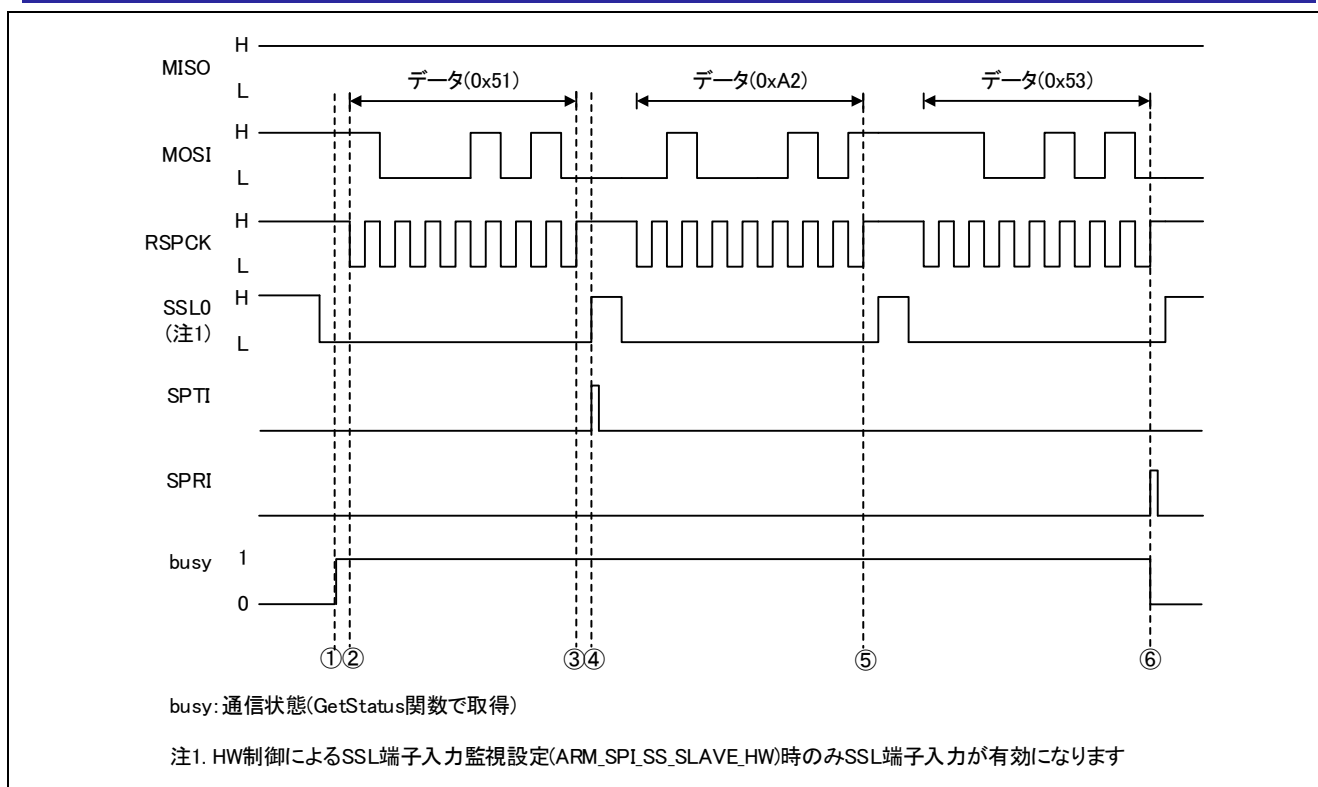 MISO
H
L
データ(0x51)
データ(0xA2)
データ(0x53)
MOSI
H
L
RSPCK
H
L
SSL0
(注1)
H
L
SPTI
SPRI
busy
1
0
①②
③④
⑤
⑥
busy:通信状態(GetStatus関数で取得)
注1. HW制御によるSSL端子入力監視設定(ARM_SPI_SS_SLAVE_HW)時のみSSL端子入力が有効になります